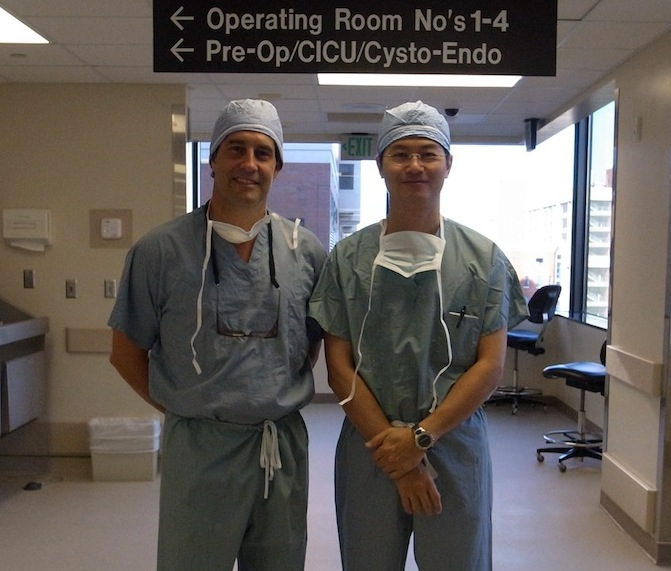 ← Operating Room No's 1-4
← Pre-Op/CICU/Cysto-Endo
EXIT